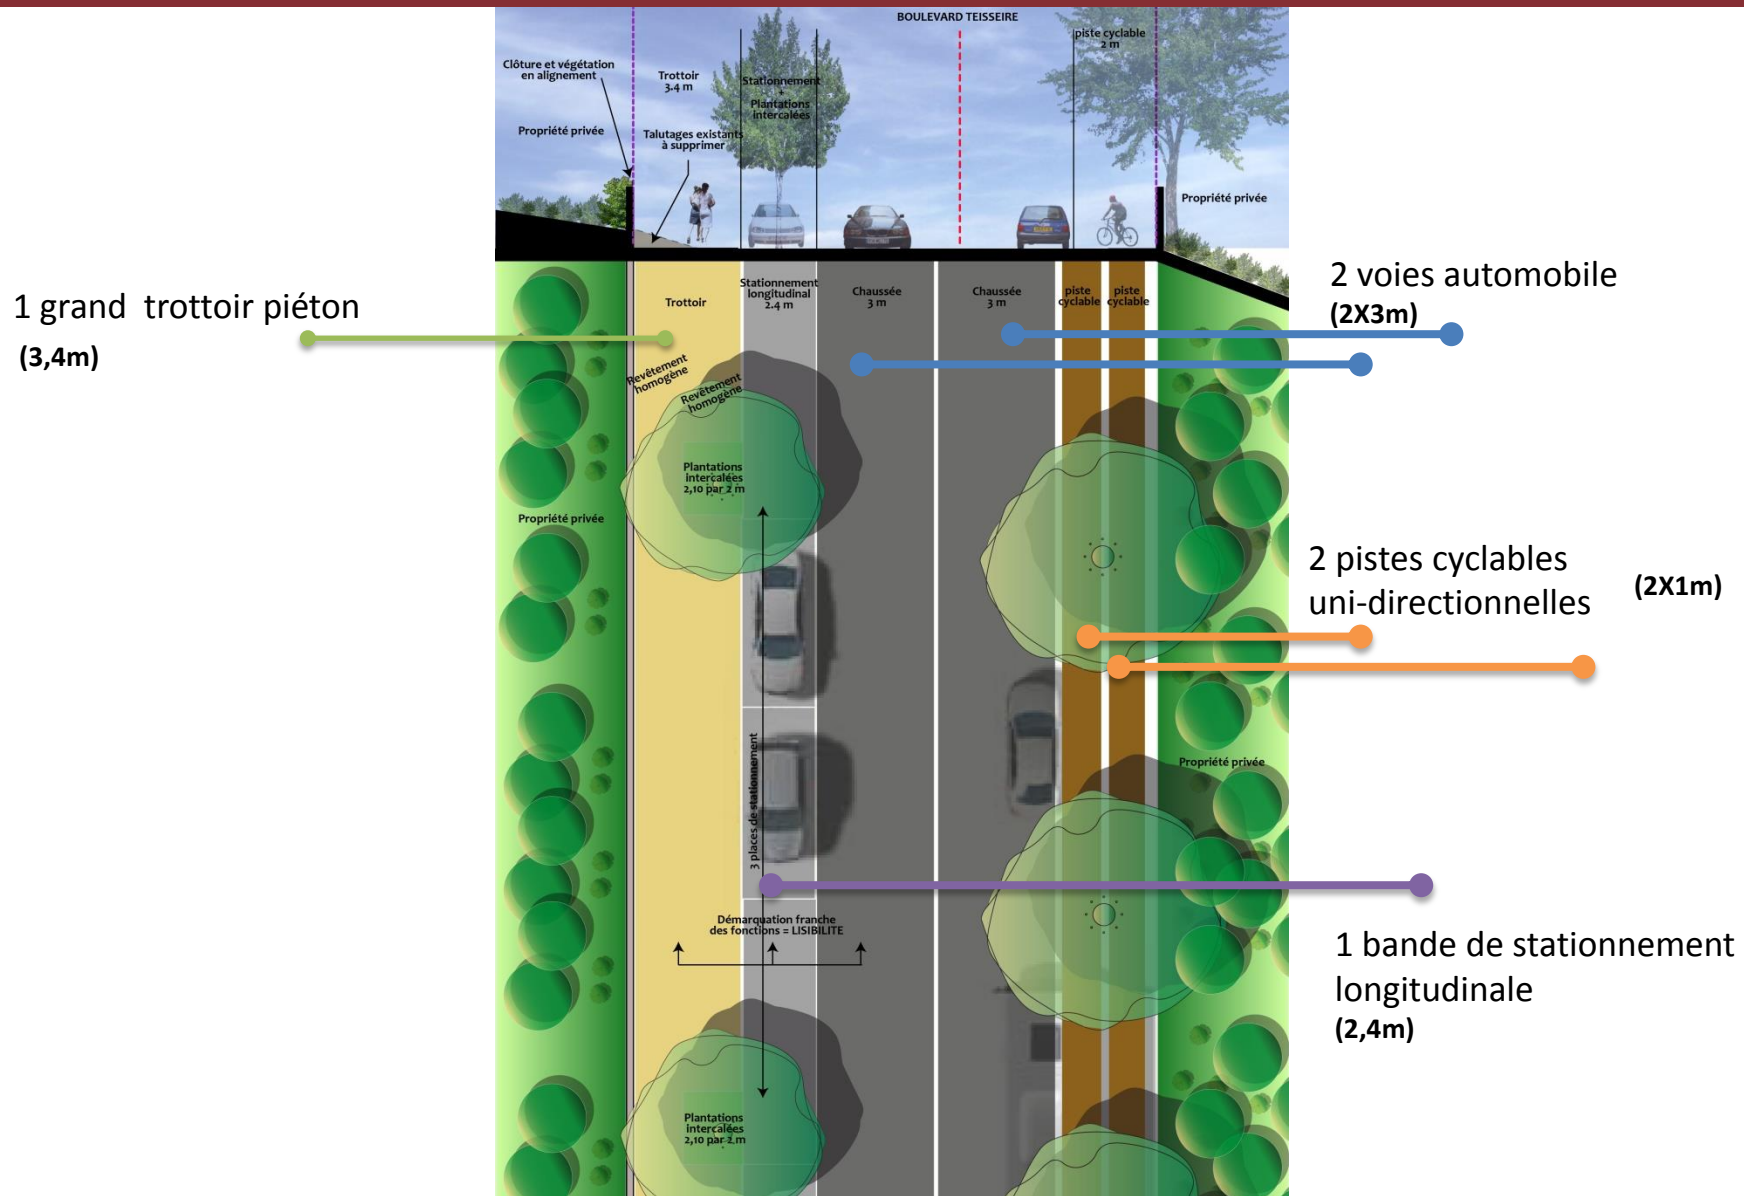 BOULEVARD TEISSEIRE
piste cyclable
2 m
Clôture et végétation
en alignement
Trottoir
3.4 m
Stationnement
+
Plantations
intercalées
Propriété privée
Talutages existants
à supprimer
Propriété privée
1 grand trottoir piéton
(3,4m)
Trottoir
Stationnement
longitudinal
2.4 m
Chaussée
3 m
Chaussée
3 m
piste
cyclable
piste
cyclable
2 voies automobile
(2X3m)
Revêtement
homogène
Revêtement
homogène
Plantations
intercalées
2,10 par 2 m
Propriété privée
2 pistes cyclables
uni-directionnelles
(2X1m)
3 places de stationnement
Propriété privée
Démarquation franche
des fonctions = LISIBILITE
1 bande de stationnement
longitudinale
(2,4m)
Plantations
intercalées
2,10 par 2 m